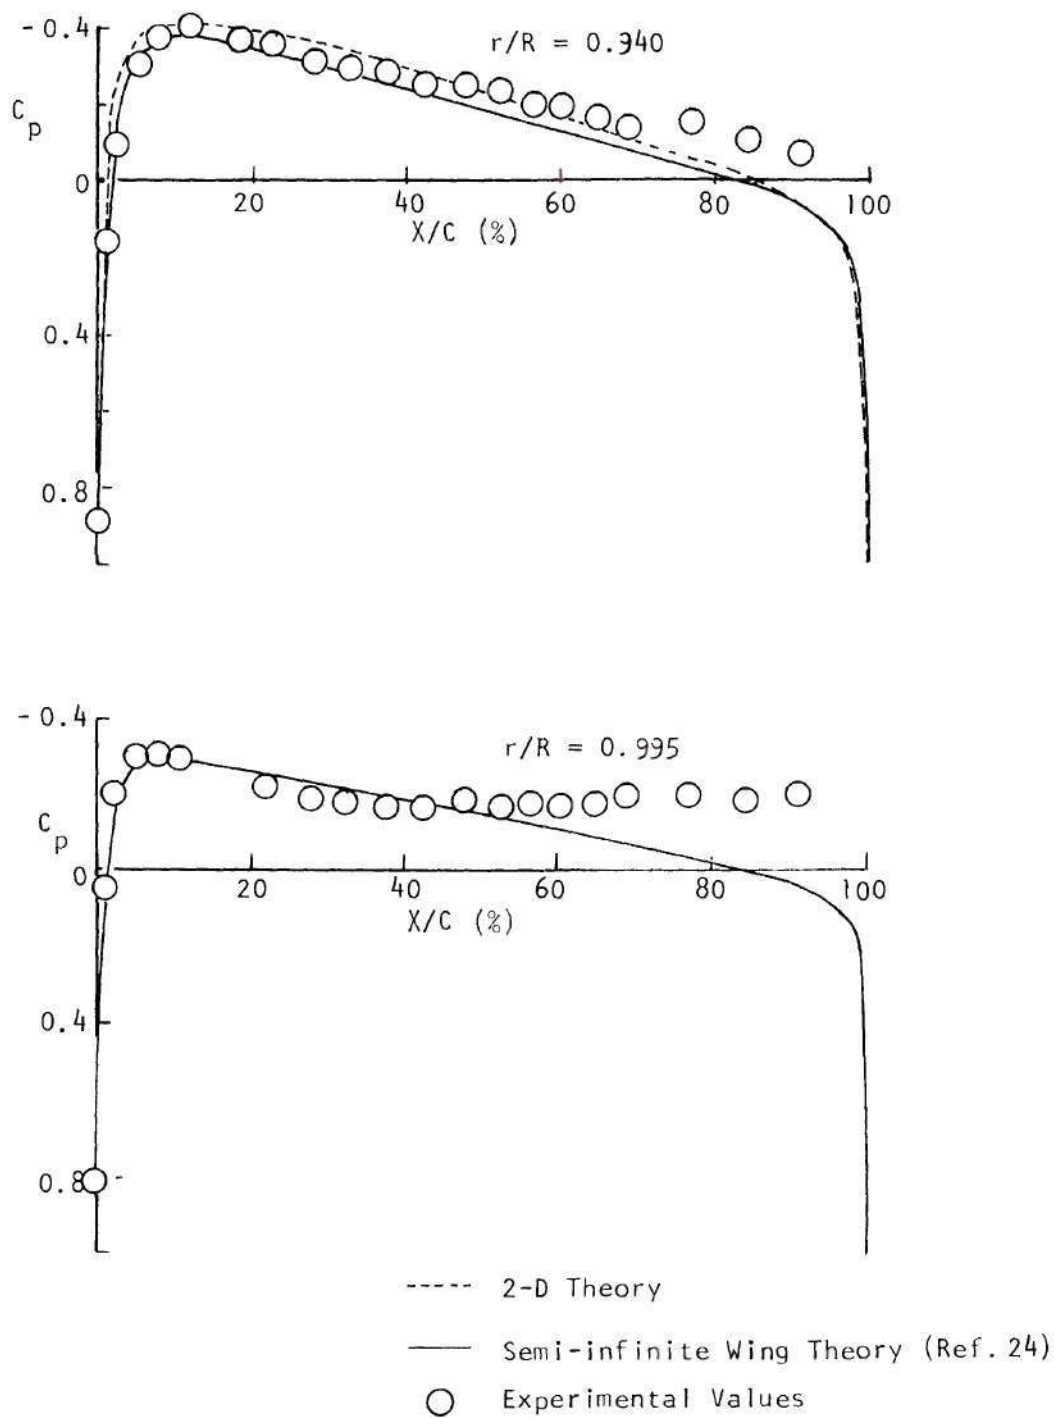 -0.4
r/R = 0.940
Cp
0
20
40
60
80
100
X/C (%)
0.4
0.8
-0.4
r/R = 0.995
Cp
0
20
40
60
80
100
X/C (%)
0.4
0.8
2-D Theory
Semi-infinite Wing Theory (Ref. 24)
Experimental Values